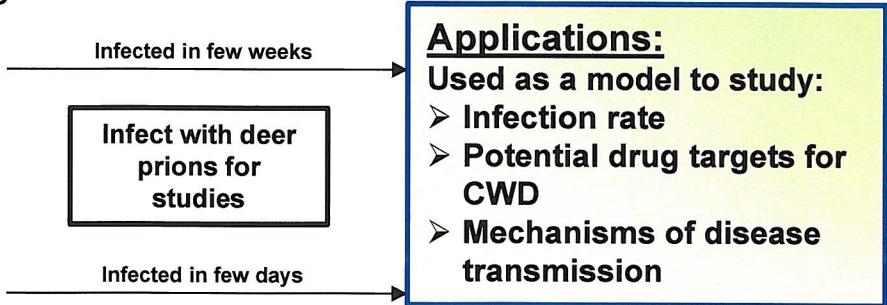 Infected in few weeks
Infect with deer
prions for
studies
Infected in few days
Applications:
Used as a model to study:
➢ Infection rate
➢ Potential drug targets for
CWD
➢ Mechanisms of disease
transmission